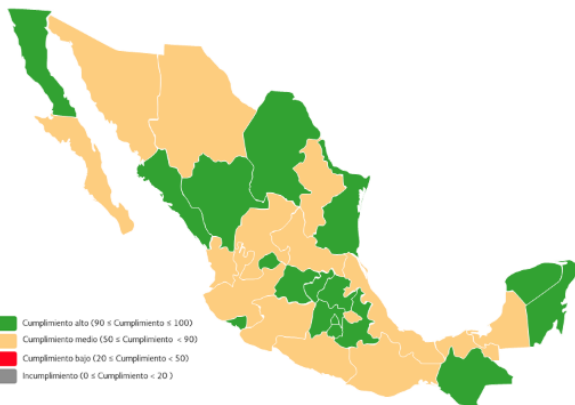 Cumplimiento alto (90 ≤ Cumplimiento ≤ 100)
Cumplimiento medio (50 ≤ Cumplimiento < 90)
Cumplimiento bajo (20 ≤ Cumplimiento < 50)
Incumplimiento (0 ≤ Cumplimiento < 20 )